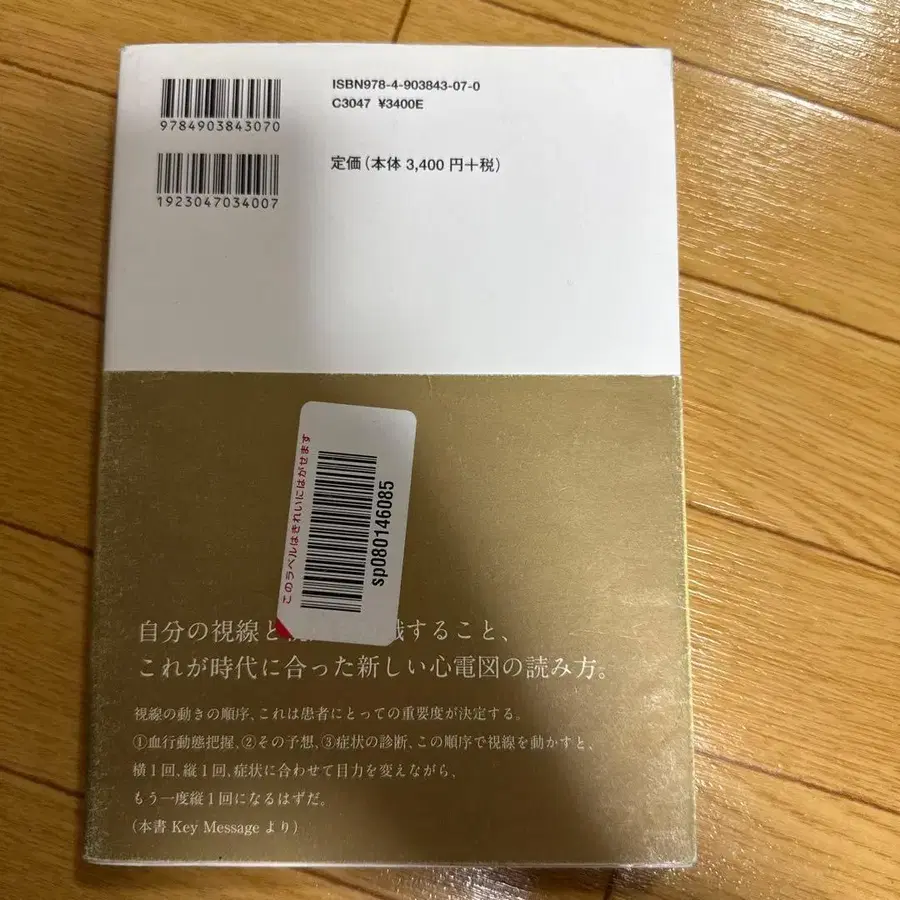 ISBN978-4-903843-07-0
C3047 ¥3400E
9784903843070
定価(本体 3,400 円+税)
1923047034007
このラベルはきれいにはがせます
sp080146085
自分の視線と すること、
これが時代に合った新しい心電図の読み方。
視線の動きの順序、これは患者にとっての重要度が決定する。
①血行動態把握、②その予想、③症状の診断、この順序で視線を動かすと、
横1回、縦1回、症状に合わせて目力を変えながら、
もう一度縦1回になるはずだ。
(本書 Key Message より)